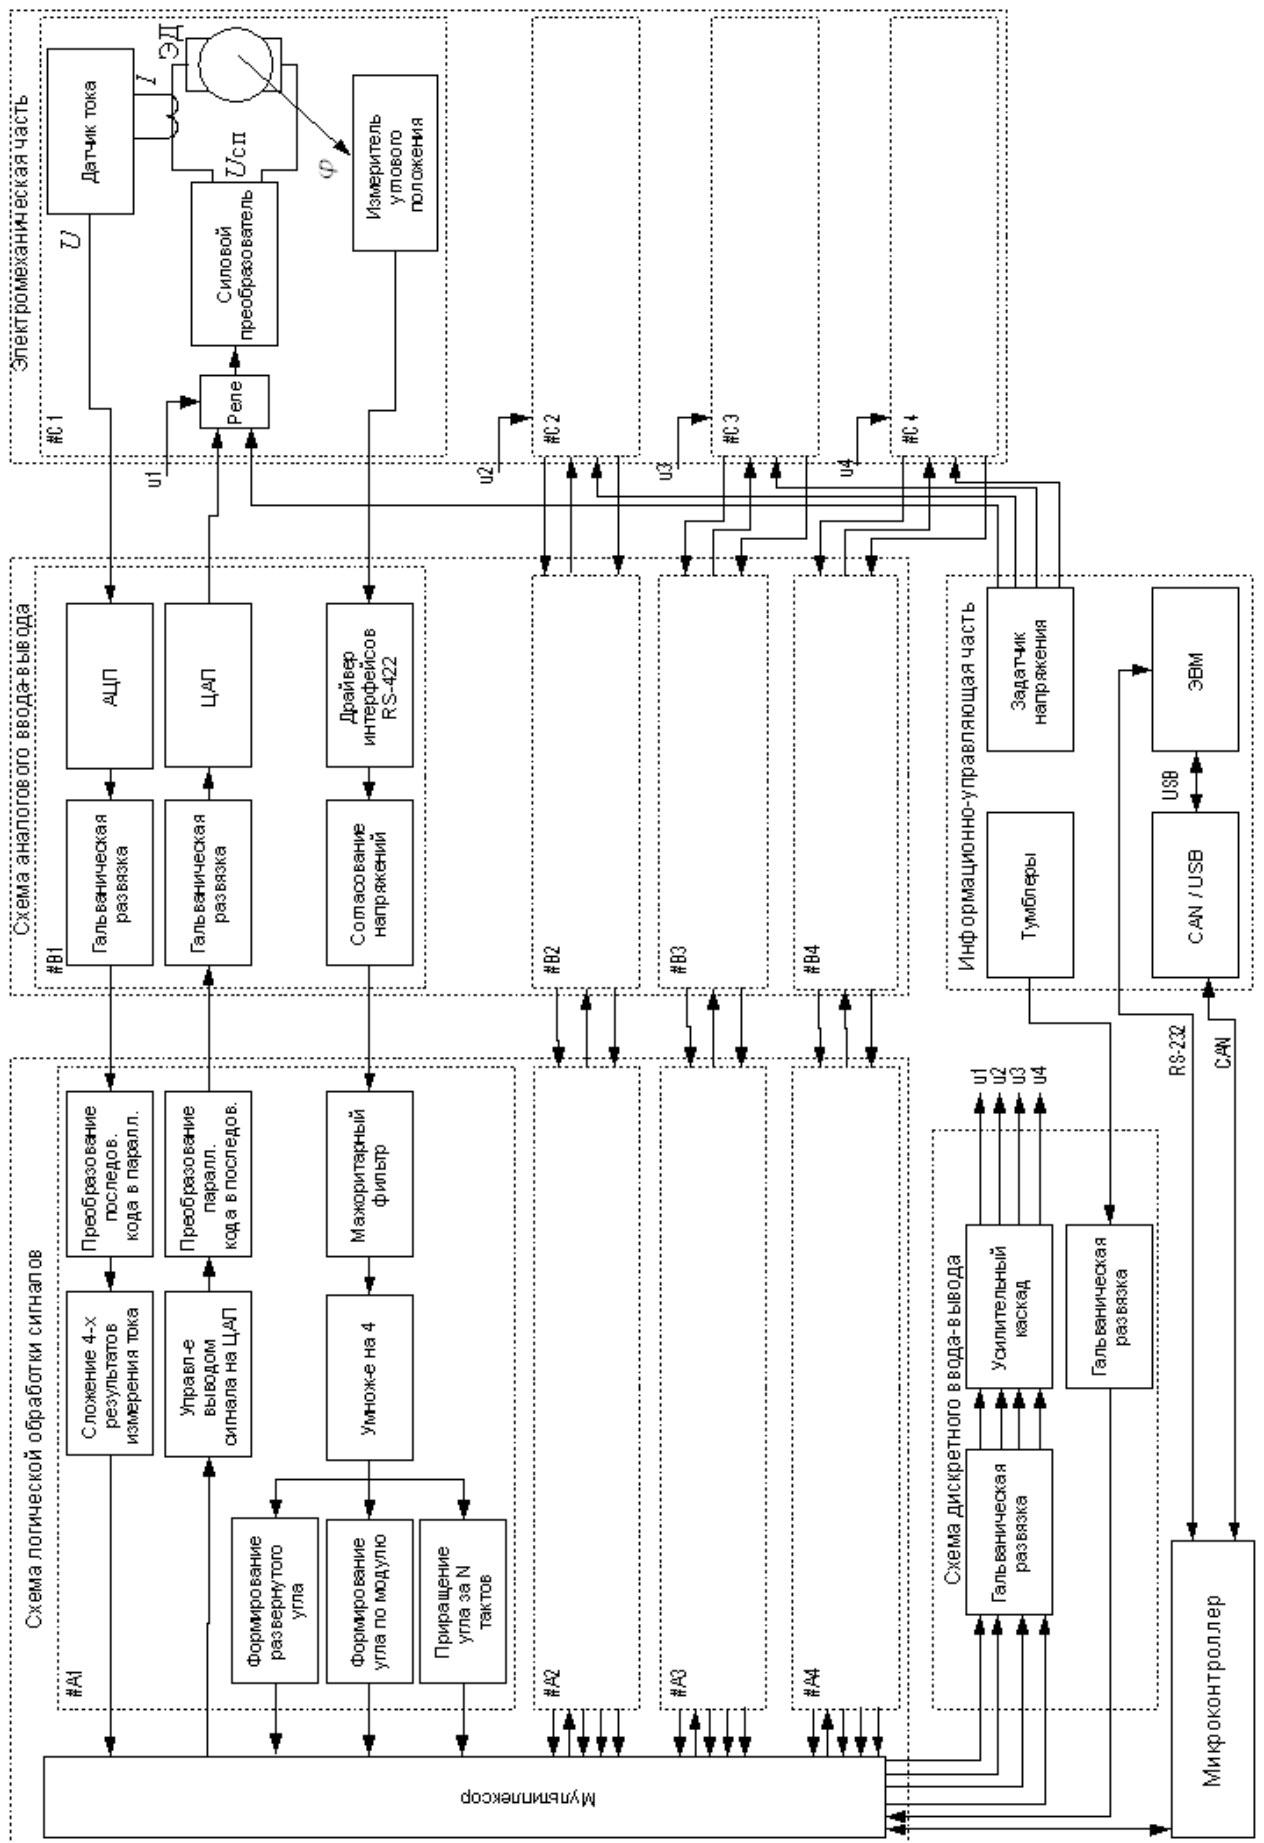 Электромеханическая часть
#C1
Датчик тока
U
I
ЭД
Uсп
φ
Силовой
преобразователь
Измеритель
углового
положения
Реле
u1
u2
#C2
u3
#C3
u4
#C4
Схема аналогового ввода-вывода
#B1
АЦП
ЦАП
Драйвер
интерфейсов
RS-422
Гальваническая
развязка
Гальваническая
развязка
Согласование
напряжений
#B2
#B3
#B4
Информационно-управляющая часть
Задатчик
напряжения
ЭВМ
USB
Тумблеры
CAN / USB
RS-232
CAN
Схема логической обработки сигналов
#A1
Преобразование
последов.
кода в паралл.
Преобразование
паралл.
кода в последов.
Мажоритарный
фильтр
Сложение 4-х
результатов
измерения тока
Управл-е
выводом
сигнала на ЦАП
Умнож-е на 4
Формирование
развернутого
угла
Формирование
угла по модулю
Приращение
угла за N
тактов
#A2
#A3
#A4
Мультиплексор
Схема дискретного ввода-вывода
u1
u2
u3
u4
Усилительный
каскад
Гальваническая
развязка
Гальваническая
развязка
Микроконтроллер